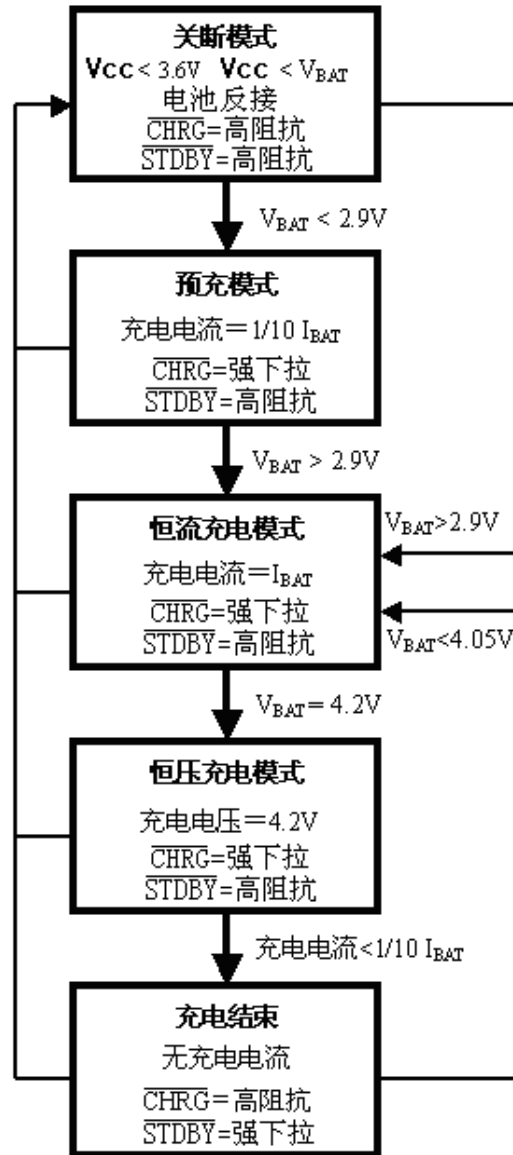 关断模式
Vcc< 3.6V Vcc < VBAT
电池反接
CHRG=高阻抗
STDBY=高阻抗
VBAT < 2.9V
预充模式
充电电流＝1/10 IBAT
CHRG=强下拉
STDBY=高阻抗
VBAT > 2.9V
恒流充电模式
充电电流＝IBAT
CHRG=强下拉
STDBY=高阻抗
VBAT>2.9V
VBAT<4.05V
VBAT= 4.2V
恒压充电模式
充电电压＝4.2V
CHRG=强下拉
STDBY=高阻抗
充电电流<1/10 IBAT
充电结束
无充电电流
CHRG=高阻抗
STDBY=强下拉